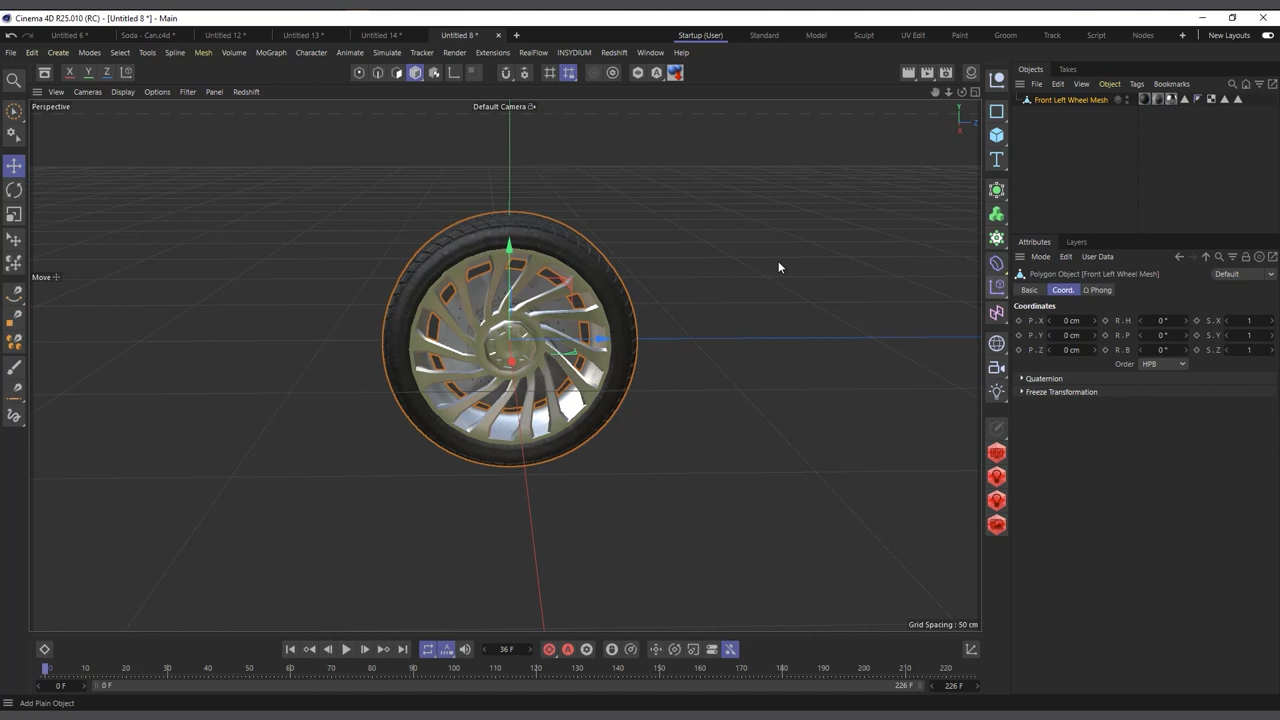 Cinema 4D R25.010 (RC) - [Untitled 8 *] - Main
Untitled 6 * Soda - Can.c4d * Untitled 12 * Untitled 13 * Untitled 14 * Untitled 8 * Startup (User) Standard Model Sculpt UV Edit Paint Groom Track Script Nodes New Layouts
File Edit Create Modes Select Tools Spline Mesh Volume MoGraph Character Animate Simulate Tracker Render Extensions RealFlow INSYDIUM Redshift Window Help
X Y Z
Objects Takes
File Edit View Object Tags Bookmarks
View Cameras Display Options Filter Panel Redshift
Front Left Wheel Mesh
Perspective Default Camera
Y
Z
X
Attributes Layers
Mode Edit User Data
Move
Polygon Object [Front Left Wheel Mesh] Default
Basic Coord. Phong
Coordinates
P . X 0 cm R . H 0 ° S . X 1
P . Y 0 cm R . P 0 ° S . Y 1
P . Z 0 cm R . B 0 ° S . Z 1
Order HPB
Quaternion
Freeze Transformation
Grid Spacing : 50 cm
36 F
0 10 20 30 40 50 60 70 80 90 100 110 120 130 140 150 160 170 180 190 200 210 220
0 F 0 F 226 F 226 F
Add Plain Object